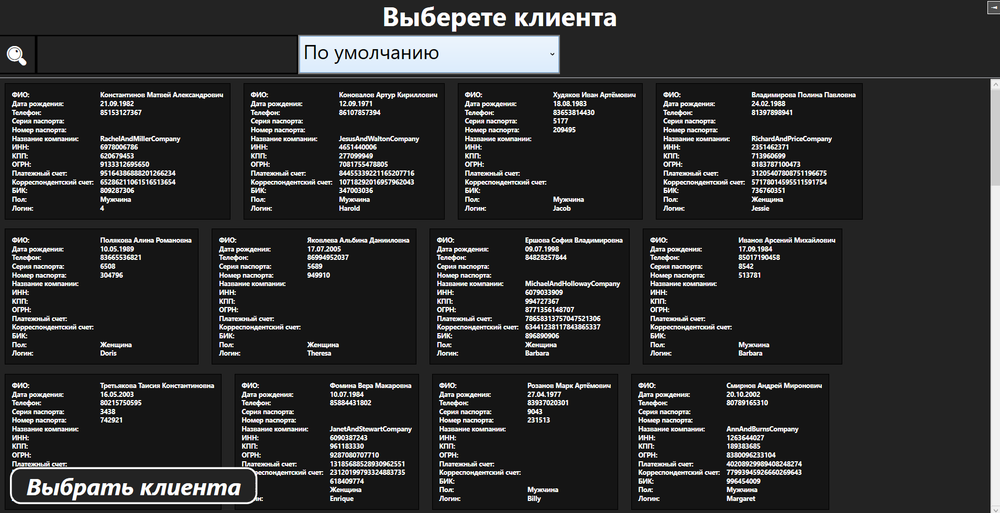 Выберете клиента
По умолчанию
ФИО: Константинов Матвей Александрович
Дата рождения: 21.09.1982
Телефон: 85153127367
Серия паспорта:
Номер паспорта:
Название компании: RachelAndMillerCompany
ИНН: 6978006786
КПП: 620679453
ОГРН: 9133312695650
Платежный счет: 95164386888201266234
Корреспондентский счет: 65286211061516513654
БИК: 809287306
Пол: Мужчина
Логин: 4
ФИО: Коновалов Артур Кириллович
Дата рождения: 12.09.1971
Телефон: 86107857394
Серия паспорта:
Номер паспорта:
Название компании: JesusAndWaltonCompany
ИНН: 4651440006
КПП: 277099949
ОГРН: 7081755478805
Платежный счет: 84455339221165207716
Корреспондентский счет: 10718292016957962043
БИК: 347003036
Пол: Мужчина
Логин: Harold
ФИО: Худяков Иван Артёмович
Дата рождения: 18.08.1983
Телефон: 83653814430
Серия паспорта: 5177
Номер паспорта: 209495
Название компании:
ИНН:
КПП:
ОГРН:
Платежный счет:
Корреспондентский счет:
БИК:
Пол: Мужчина
Логин: Jacob
ФИО: Владимирова Полина Павловна
Дата рождения: 24.02.1988
Телефон: 81397898941
Серия паспорта:
Номер паспорта:
Название компании: RichardAndPriceCompany
ИНН: 2351462371
КПП: 713960699
ОГРН: 8183787100473
Платежный счет: 31205407808751196675
Корреспондентский счет: 57178014595511591754
БИК: 736760351
Пол: Женщина
Логин: Jessie
ФИО: Полякова Алина Романовна
Дата рождения: 10.05.1989
Телефон: 83665536821
Серия паспорта: 6508
Номер паспорта: 304796
Название компании:
ИНН:
КПП:
ОГРН:
Платежный счет:
Корреспондентский счет:
БИК:
Пол: Женщина
Логин: Doris
ФИО: Яковлева Альбина Данииловна
Дата рождения: 17.07.2005
Телефон: 86994952037
Серия паспорта: 5689
Номер паспорта: 949910
Название компании:
ИНН:
КПП:
ОГРН:
Платежный счет:
Корреспондентский счет:
БИК:
Пол: Женщина
Логин: Theresa
ФИО: Ершова София Владимировна
Дата рождения: 09.07.1998
Телефон: 84828257844
Серия паспорта:
Номер паспорта:
Название компании: MichaelAndHollowayCompany
ИНН: 6079033909
КПП: 994727367
ОГРН: 8771356148707
Платежный счет: 78658313757047521306
Корреспондентский счет: 63441238117843865337
БИК: 896890906
Пол: Женщина
Логин: Barbara
ФИО: Иванов Арсений Михайлович
Дата рождения: 17.09.1984
Телефон: 85017190458
Серия паспорта: 8542
Номер паспорта: 513781
Название компании:
ИНН:
КПП:
ОГРН:
Платежный счет:
Корреспондентский счет:
БИК:
Пол: Мужчина
Логин: Barbara
ФИО: Третьякова Таисия Константиновна
Дата рождения: 16.05.2003
Телефон: 80215750595
Серия паспорта: 3438
Номер паспорта: 742921
Название компании:
ИНН:
КПП:
ОГРН:
Платежный счет:
Выбрать клиента
ФИО: Фомина Вера Макаровна
Дата рождения: 10.07.1984
Телефон: 85884431802
Серия паспорта:
Номер паспорта:
Название компании: JanetAndStewartCompany
ИНН: 6090387243
КПП: 961183330
ОГРН: 9287080707710
Платежный счет: 13185688528930962551
респондентский счет: 23120199793324883735
618409774
Женщина
ин: Enrique
ФИО: Розанов Марк Артёмович
Дата рождения: 27.04.1977
Телефон: 83937020301
Серия паспорта: 9043
Номер паспорта: 231513
Название компании:
ИНН:
КПП:
ОГРН:
Платежный счет:
Корреспондентский счет:
БИК:
Пол: Мужчина
Логин: Billy
ФИО: Смирнов Андрей Миронович
Дата рождения: 20.10.2002
Телефон: 80789165310
Серия паспорта:
Номер паспорта:
Название компании: AnnAndBurnsCompany
ИНН: 1263644027
КПП: 189383685
ОГРН: 8380096233104
Платежный счет: 40208929989408248274
Корреспондентский счет: 77993945926660269643
БИК: 996454009
Пол: Мужчина
Логин: Margaret